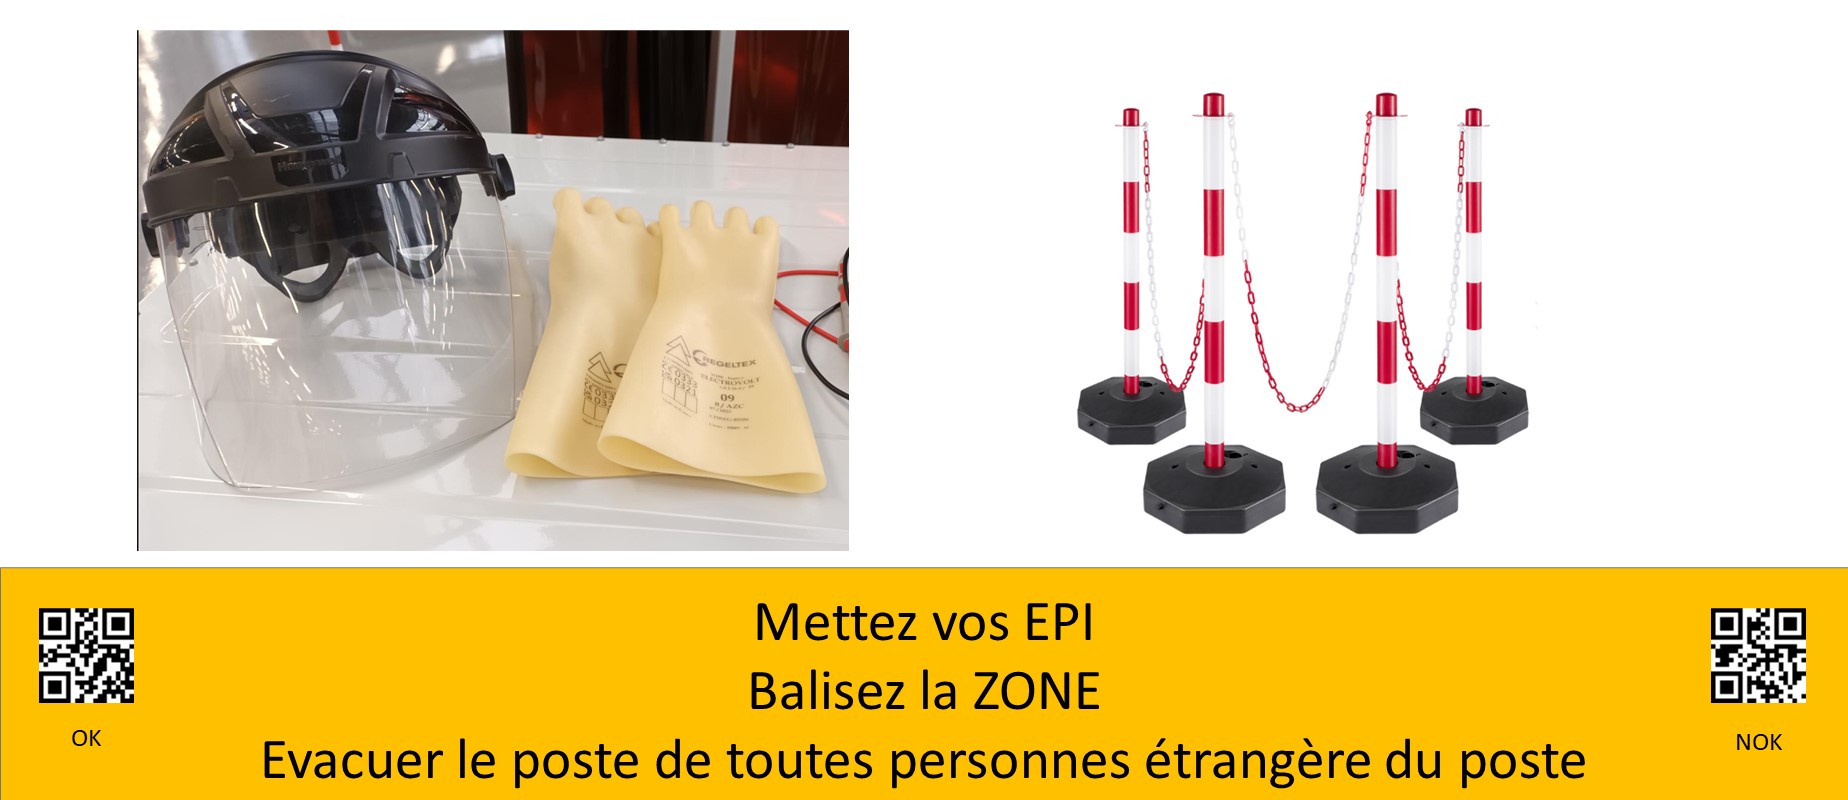 REGELTEX
ELECTROVOLT
09
Mettez vos EPI
Balisez la ZONE
Evacuer le poste de toutes personnes étrangère du poste
OK
NOK